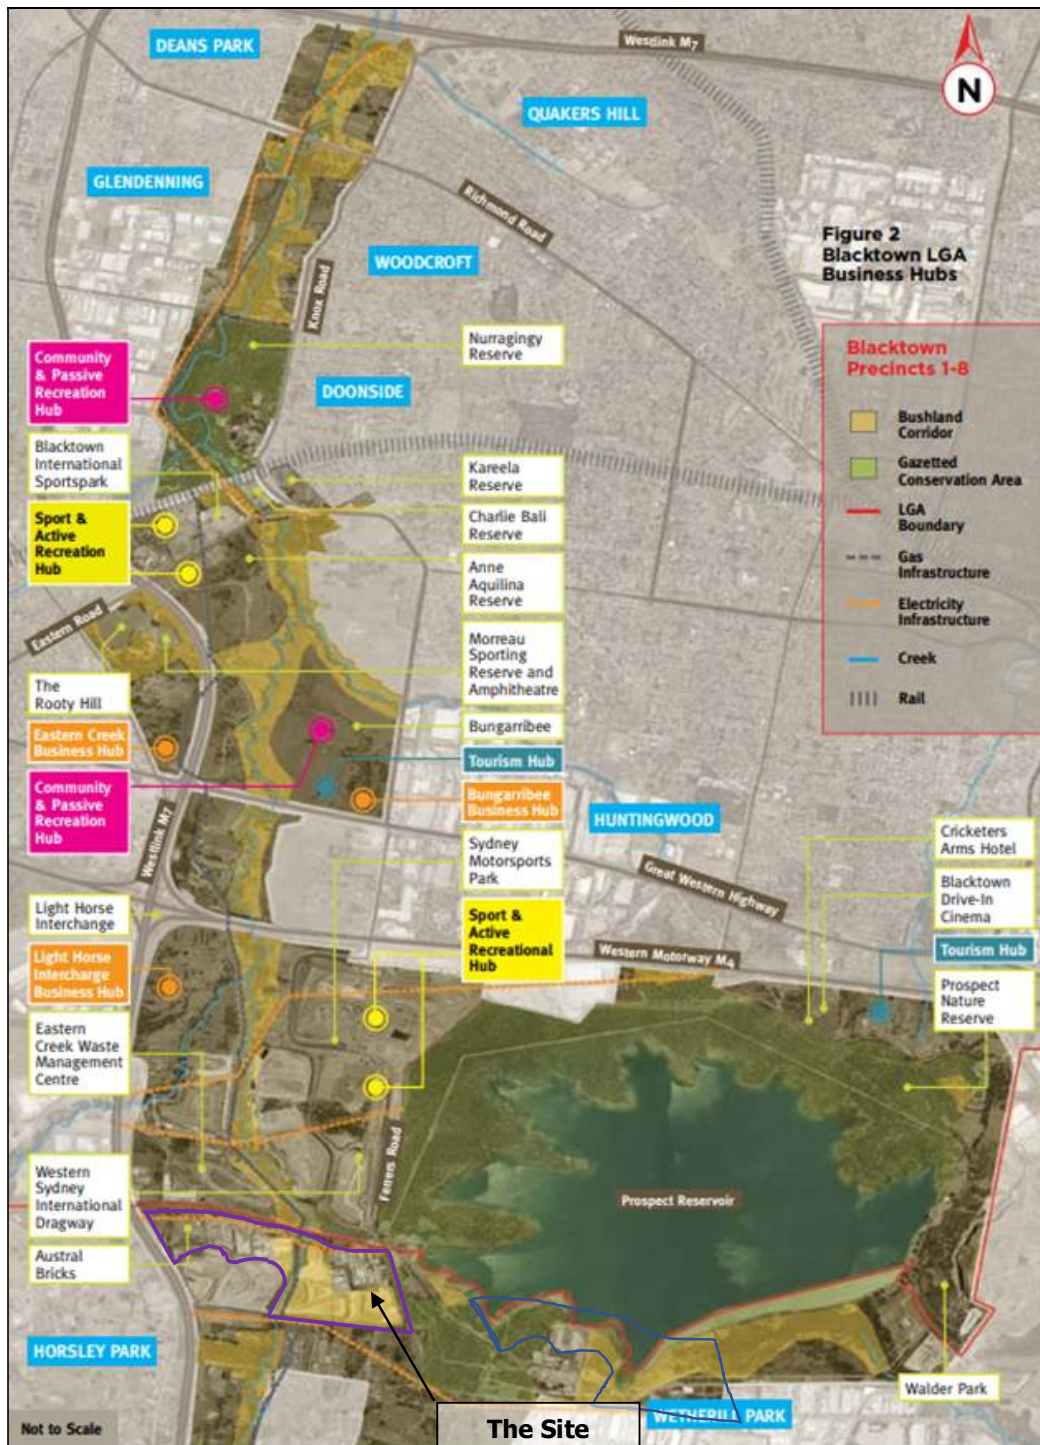 DEANS PARK
Westlink M7
N
QUAKERS HILL
GLENDENNING
Richmond Road
Figure 2
Blacktown LGA
Business Hubs
WOODCROFT
Knox Road
Nurragingy
Reserve
Community
& Passive
Recreation
Hub
DOONSIDE
Blacktown
Precincts 1-8
Bushland
Corridor
Gazetted
Conservation Area
LGA
Boundary
Gas
Infrastructure
Electricity
Infrastructure
Creek
Rail
Blacktown
International
Sportspark
Kareela
Reserve
Sport &
Active
Recreation
Hub
Charlie Bali
Reserve
Anne
Aquilina
Reserve
Eastern Road
Morreau
Sporting
Reserve and
Amphitheatre
The
Rooty Hill
Bungarribee
Eastern Creek
Business Hub
Tourism Hub
Community
& Passive
Recreation
Hub
Bungarribee
Business Hub
HUNTINGWOOD
Westlink M7
Sydney
Motorsports
Park
Great Western Highway
Cricketers
Arms Hotel
Blacktown
Drive-In
Cinema
Light Horse
Interchange
Sport &
Active
Recreational
Hub
Western Motorway M4
Tourism Hub
Light Horse
Intercharge
Business Hub
Prospect
Nature
Reserve
Eastern
Creek Waste
Management
Centre
Ferrers Road
Western
Sydney
International
Dragway
Prospect Reservoir
Austral
Bricks
HORSLEY PARK
Walder Park
WETHERILL PARK
Not to Scale
The Site